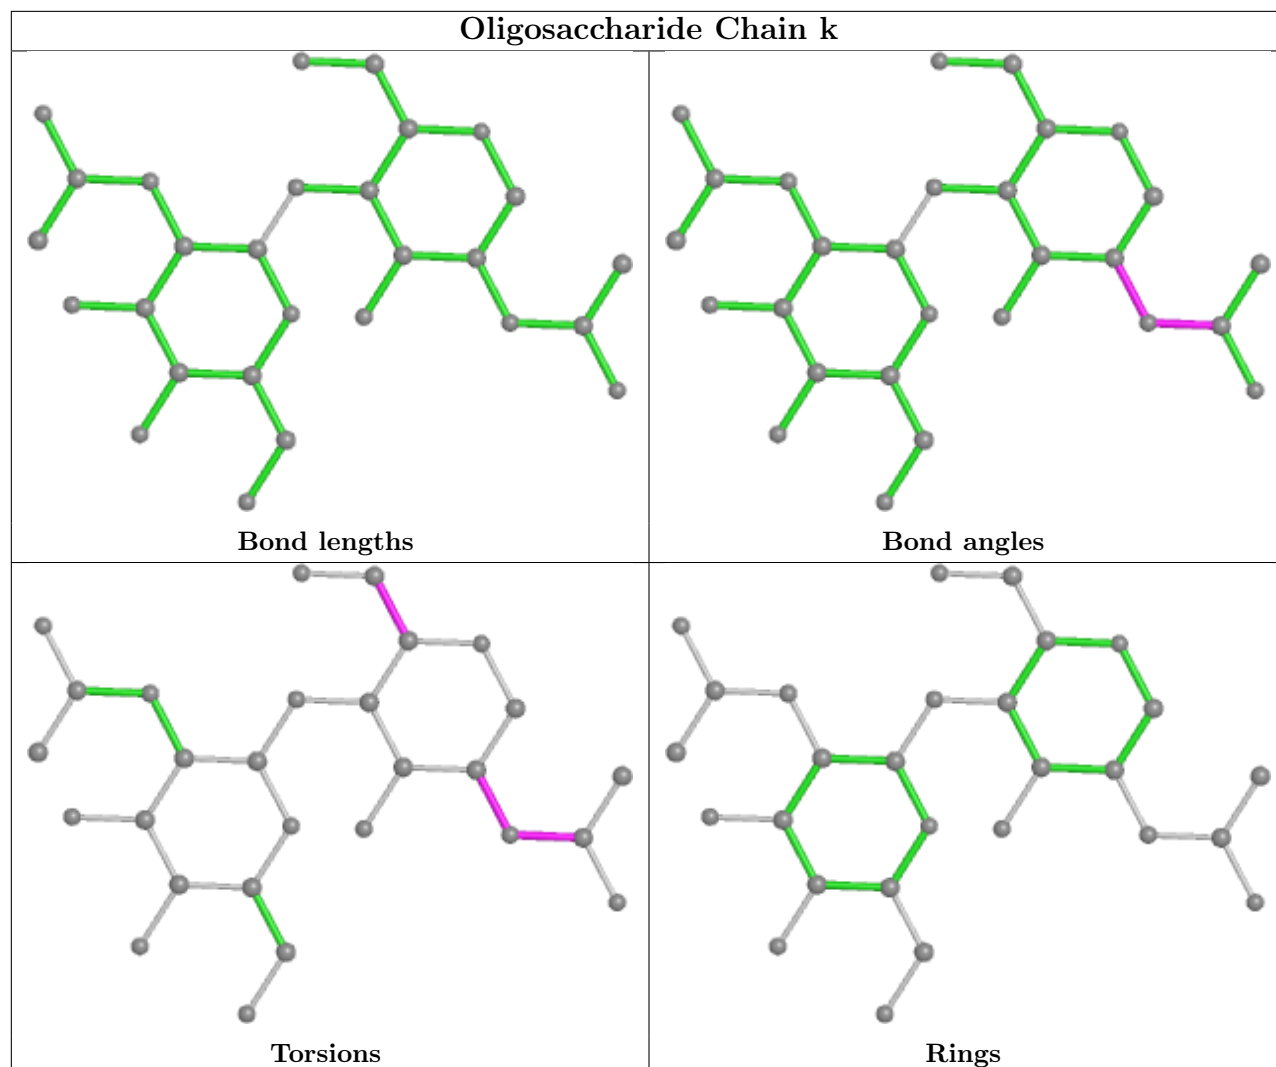 Oligosaccharide Chain k
Bond lengths
Bond angles
Torsions
Rings